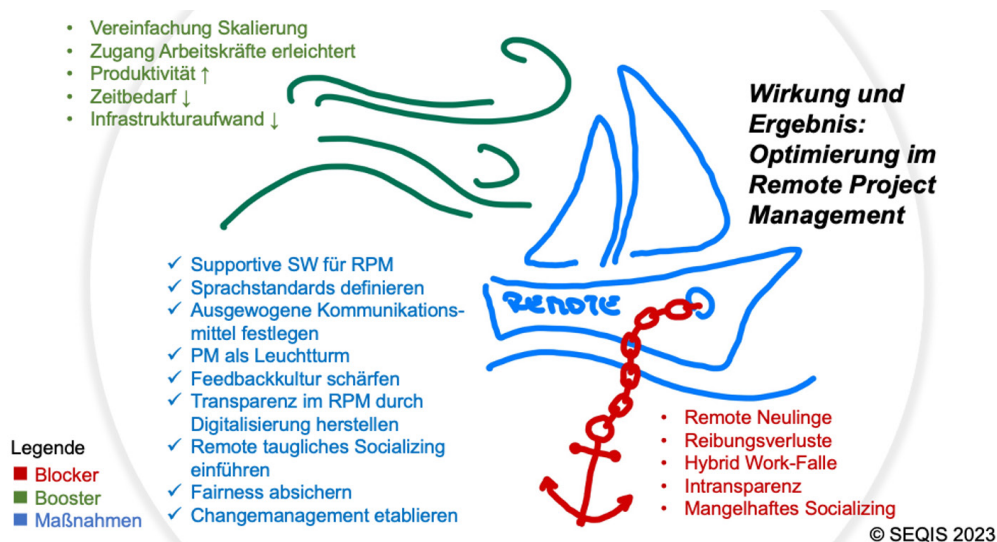 • Vereinfachung Skalierung
• Zugang Arbeitskräfte erleichtert
• Produktivität ↑
• Zeitbedarf ↓
• Infrastrukturaufwand ↓
Wirkung und
Ergebnis:
Optimierung im
Remote Project
Management
✓ Supportive SW für RPM
✓ Sprachstandards definieren
✓ Ausgewogene Kommunikations-
mittel festlegen
✓ PM als Leuchtturm
✓ Feedbackkultur schärfen
✓ Transparenz im RPM durch
Digitalisierung herstellen
✓ Remote taugliches Socializing
einführen
✓ Fairness absichern
✓ Changemanagement etablieren
REMOTE
• Remote Neulinge
• Reibungsverluste
• Hybrid Work-Falle
• Intransparenz
• Mangelhaftes Socializing
Legende
Blocker
Booster
Maßnahmen
© SEQIS 2023